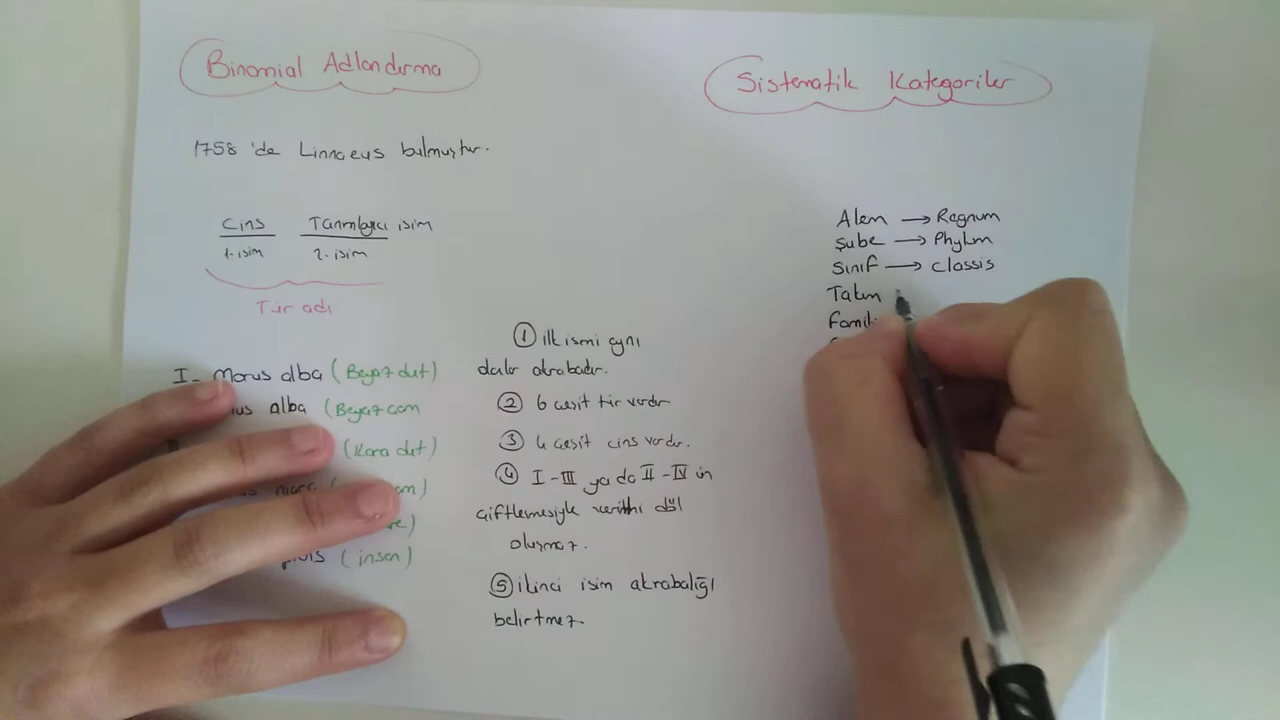 Binomial Adlandırma
1758 'de Linnaeus bulmuştur.
Cins Tanımlayıcı isim
1. isim 2. isim
Tür adı
I - Morus alba (Beyaz dut)
alba (Beyaz çam
(Kara dut)
(insan)
① ilk ismi aynı
olanlar akrabadır.
② 6 çeşit tür vardır
③ 4 çeşit cins vardır.
④ I - III ya da II - IV ün
çiftleşmesiyle verimli döl
oluşmaz.
⑤ ikinci isim akrabalığı
belirtmez.
Sistematik Kategoriler
Alem → Regnum
Şube → Phylum
Sınıf → Classis
Takım